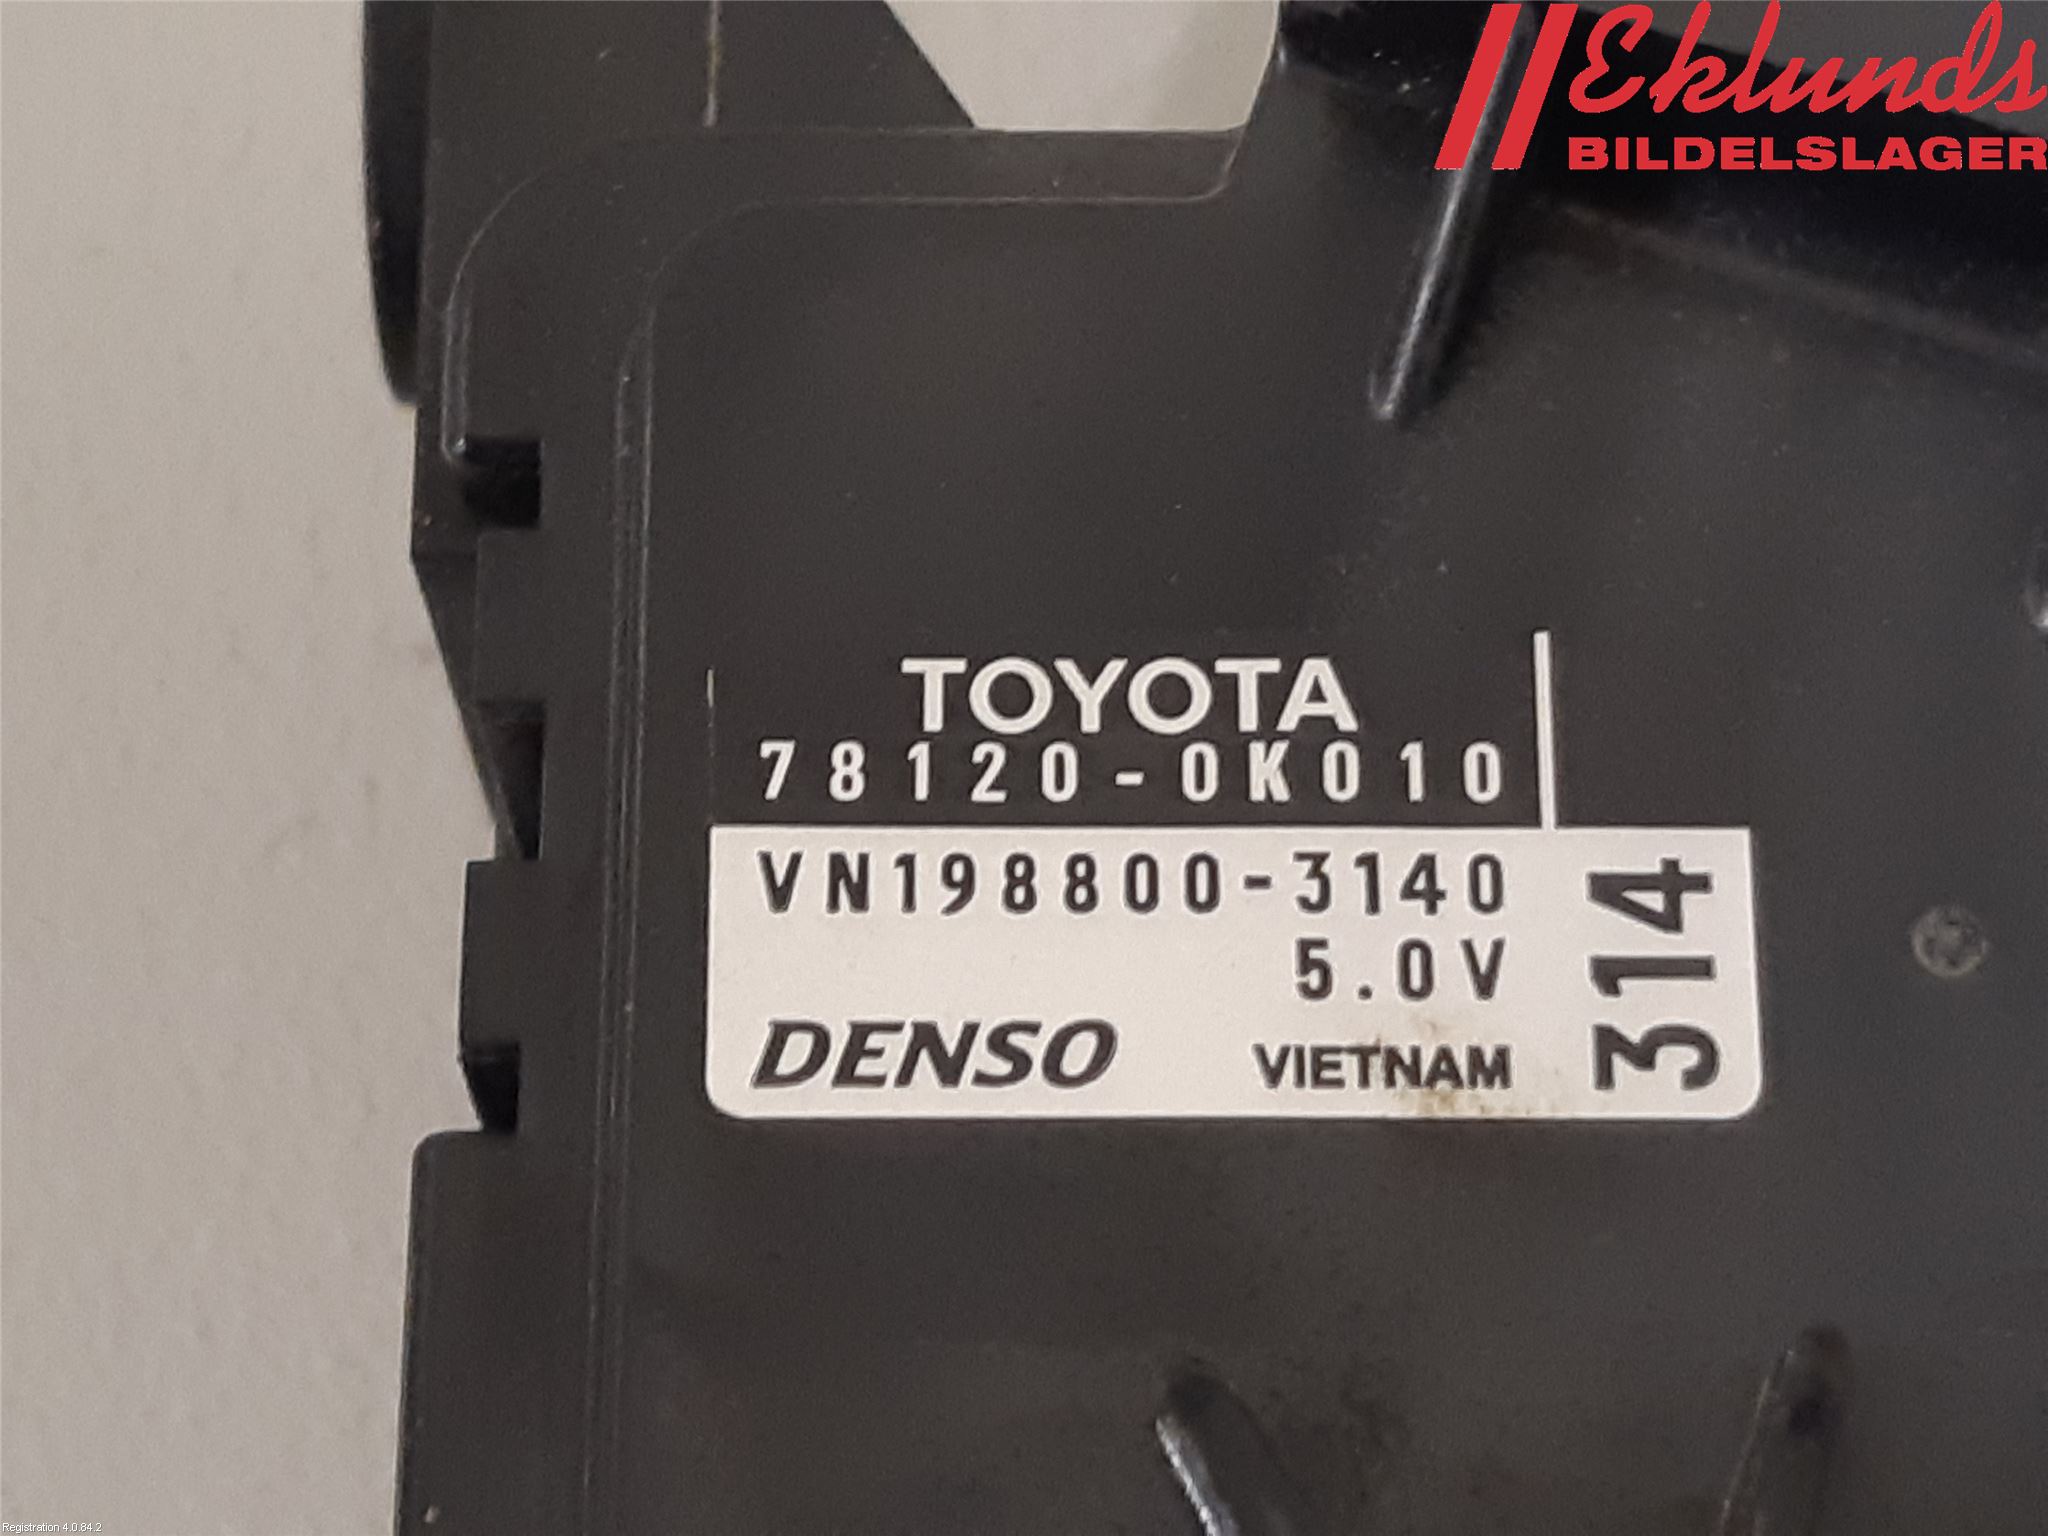 Eklunds
BILDELSLAGER
TOYOTA
78120-0K010
VN198800-3140
5.0V
DENSO VIETNAM
314
Registration 4.0.84.2